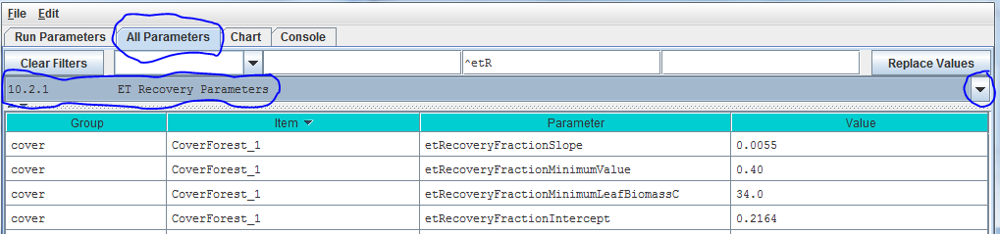 File Edit
Run Parameters All Parameters Chart Console
Clear Filters ^etR Replace Values
10.2.1 ET Recovery Parameters
Group Item Parameter Value
cover CoverForest_1 etRecoveryFractionSlope 0.0055
cover CoverForest_1 etRecoveryFractionMinimumValue 0.40
cover CoverForest_1 etRecoveryFractionMinimumLeafBiomassC 34.0
cover CoverForest_1 etRecoveryFractionIntercept 0.2164